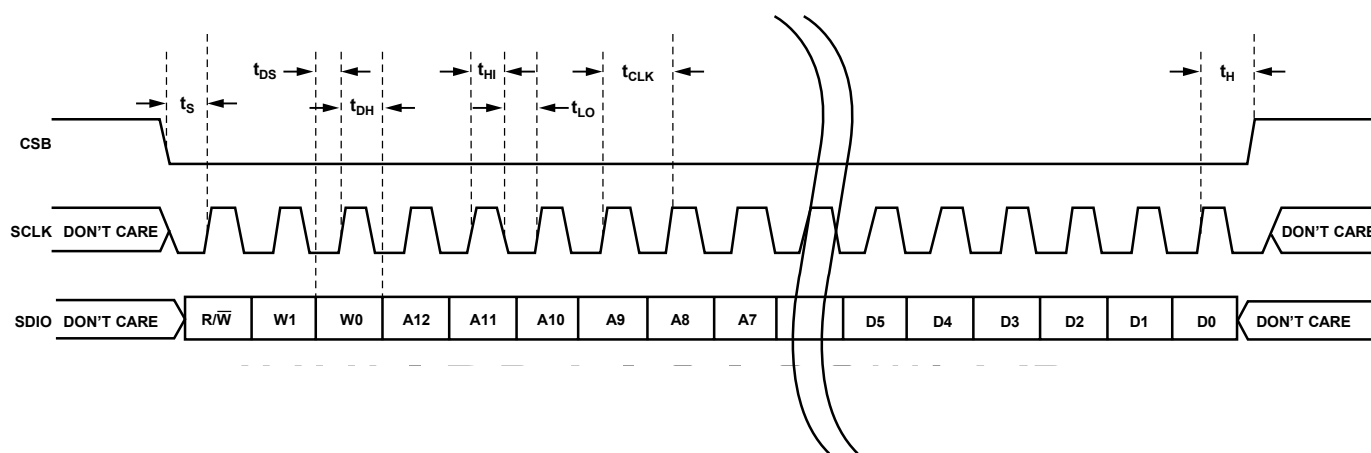 tDS tHI tCLK tH
tS tDH tLO
CSB
SCLK DON'T CARE DON'T CARE
SDIO DON'T CARE R/W̅ W1 W0 A12 A11 A10 A9 A8 A7 D5 D4 D3 D2 D1 D0 DON'T CARE